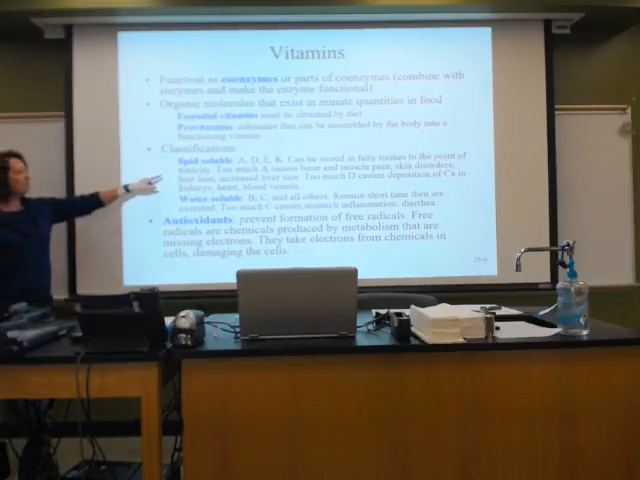 Vitamins
• Function as coenzymes or parts of coenzymes (combine with
enzymes and make the enzyme functional)
• Organic molecules that exist in minute quantities in food
– Essential vitamins must be obtained by diet
– Provitamins: substance that can be assembled by the body into a
functioning vitamin
• Classifications
lipid soluble: A, D, E, K. Can be stored in fatty tissues to the point of
toxicity. Too much A causes bone and muscle pain, skin disorders,
hair loss, increased liver size. Too much D causes deposition of Ca in
kidneys, heart, blood vessels.
Water-soluble: B, C, and all others. Remain short time then are
excreted. Too much C causes stomach inflammation, diarrhea.
• Antioxidants: prevent formation of free radicals. Free
radicals are chemicals produced by metabolism that are
missing electrons. They take electrons from chemicals in
cells, damaging the cells.